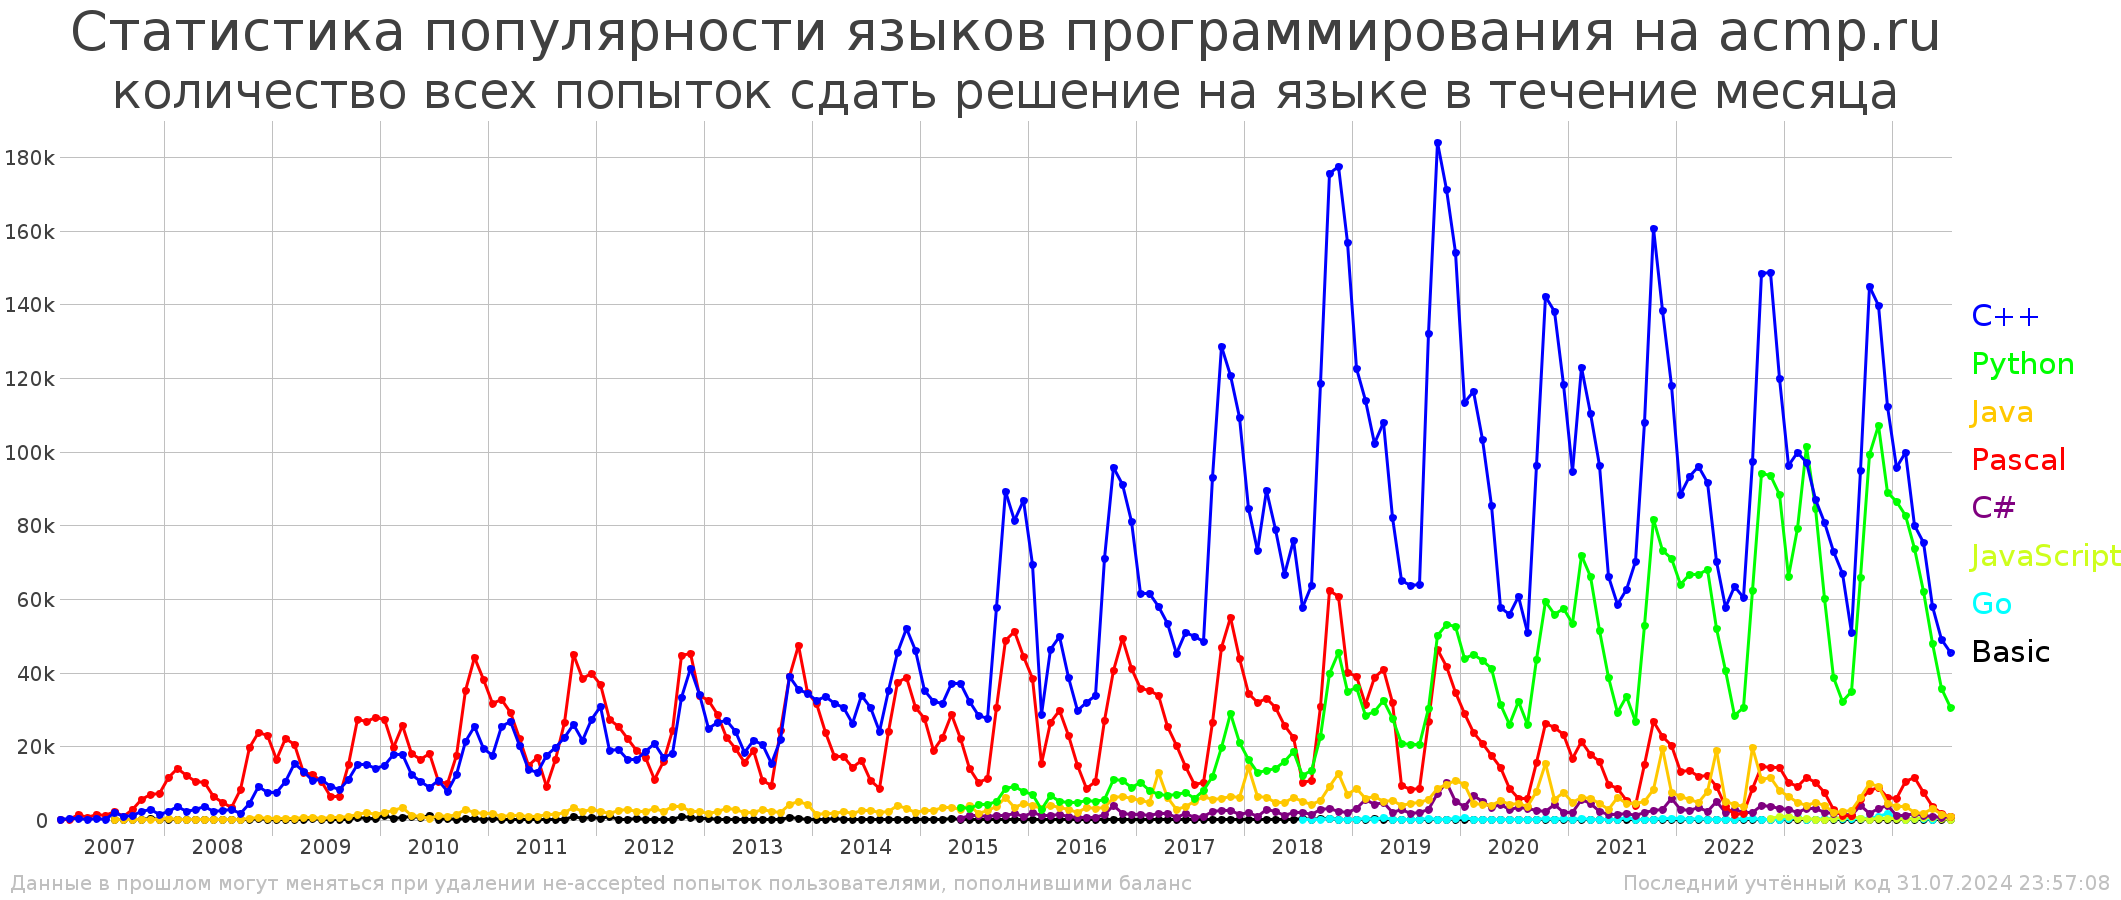 Статистика популярности языков программирования на acmp.ru
количество всех попыток сдать решение на языке в течение месяца
180k
160k
140k
120k
100k
80k
60k
40k
20k
0
2007 2008 2009 2010 2011 2012 2013 2014 2015 2016 2017 2018 2019 2020 2021 2022 2023
C++
Python
Java
Pascal
C#
JavaScript
Go
Basic
Данные в прошлом могут меняться при удалении не-accepted попыток пользователями, пополнившими баланс
Последний учтённый код 31.07.2024 23:57:08